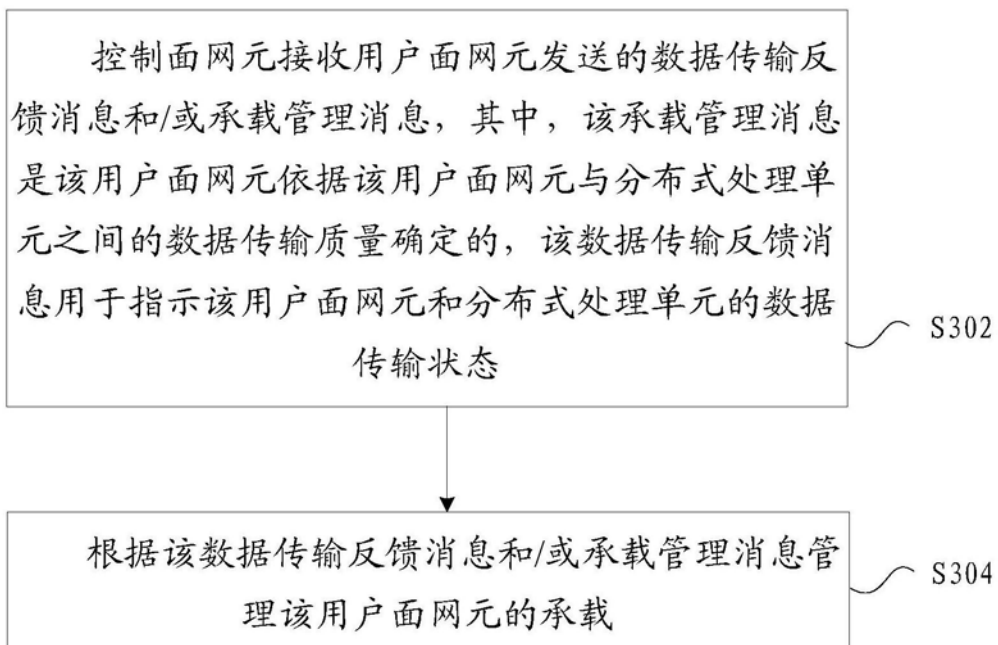 控制面网元接收用户面网元发送的数据传输反
馈消息和/或承载管理消息，其中，该承载管理消息
是该用户面网元依据该用户面网元与分布式处理单
元之间的数据传输质量确定的，该数据传输反馈消
息用于指示该用户面网元和分布式处理单元的数据
传输状态
S302
根据该数据传输反馈消息和/或承载管理消息管
理该用户面网元的承载
S304